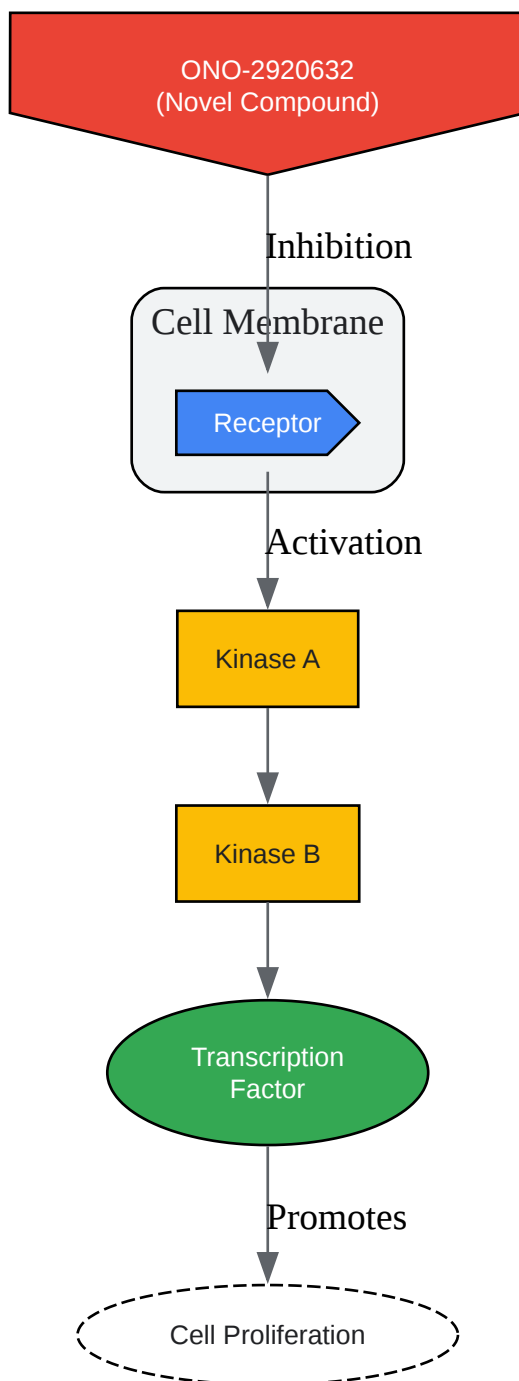 ONO-2920632
(Novel Compound)
Inhibition
Cell Membrane
Receptor
Activation
Kinase A
Kinase B
Transcription
Factor
Promotes
Cell Proliferation